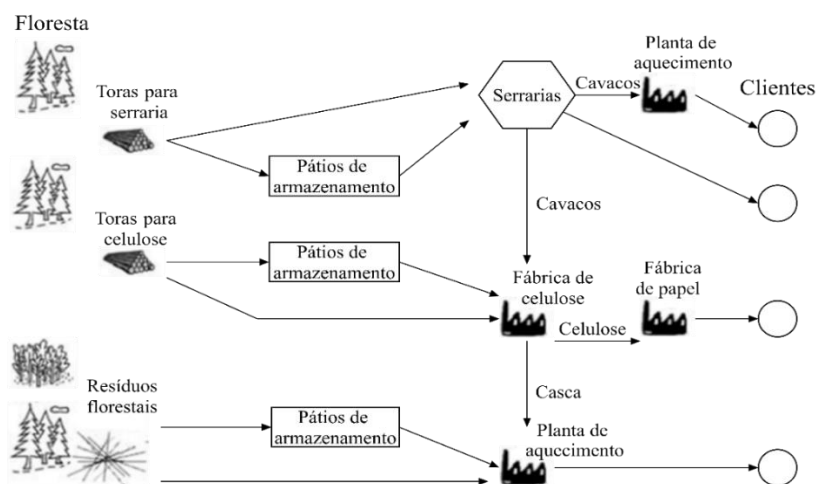 Floresta
Planta de
aquecimento
Toras para
serraria
Serrarias
Cavacos
Clientes
Pátios de
armazenamento
Cavacos
Toras para
celulose
Pátios de
armazenamento
Fábrica de
celulose
Fábrica
de papel
Celulose
Resíduos
florestais
Casca
Pátios de
armazenamento
Planta de
aquecimento